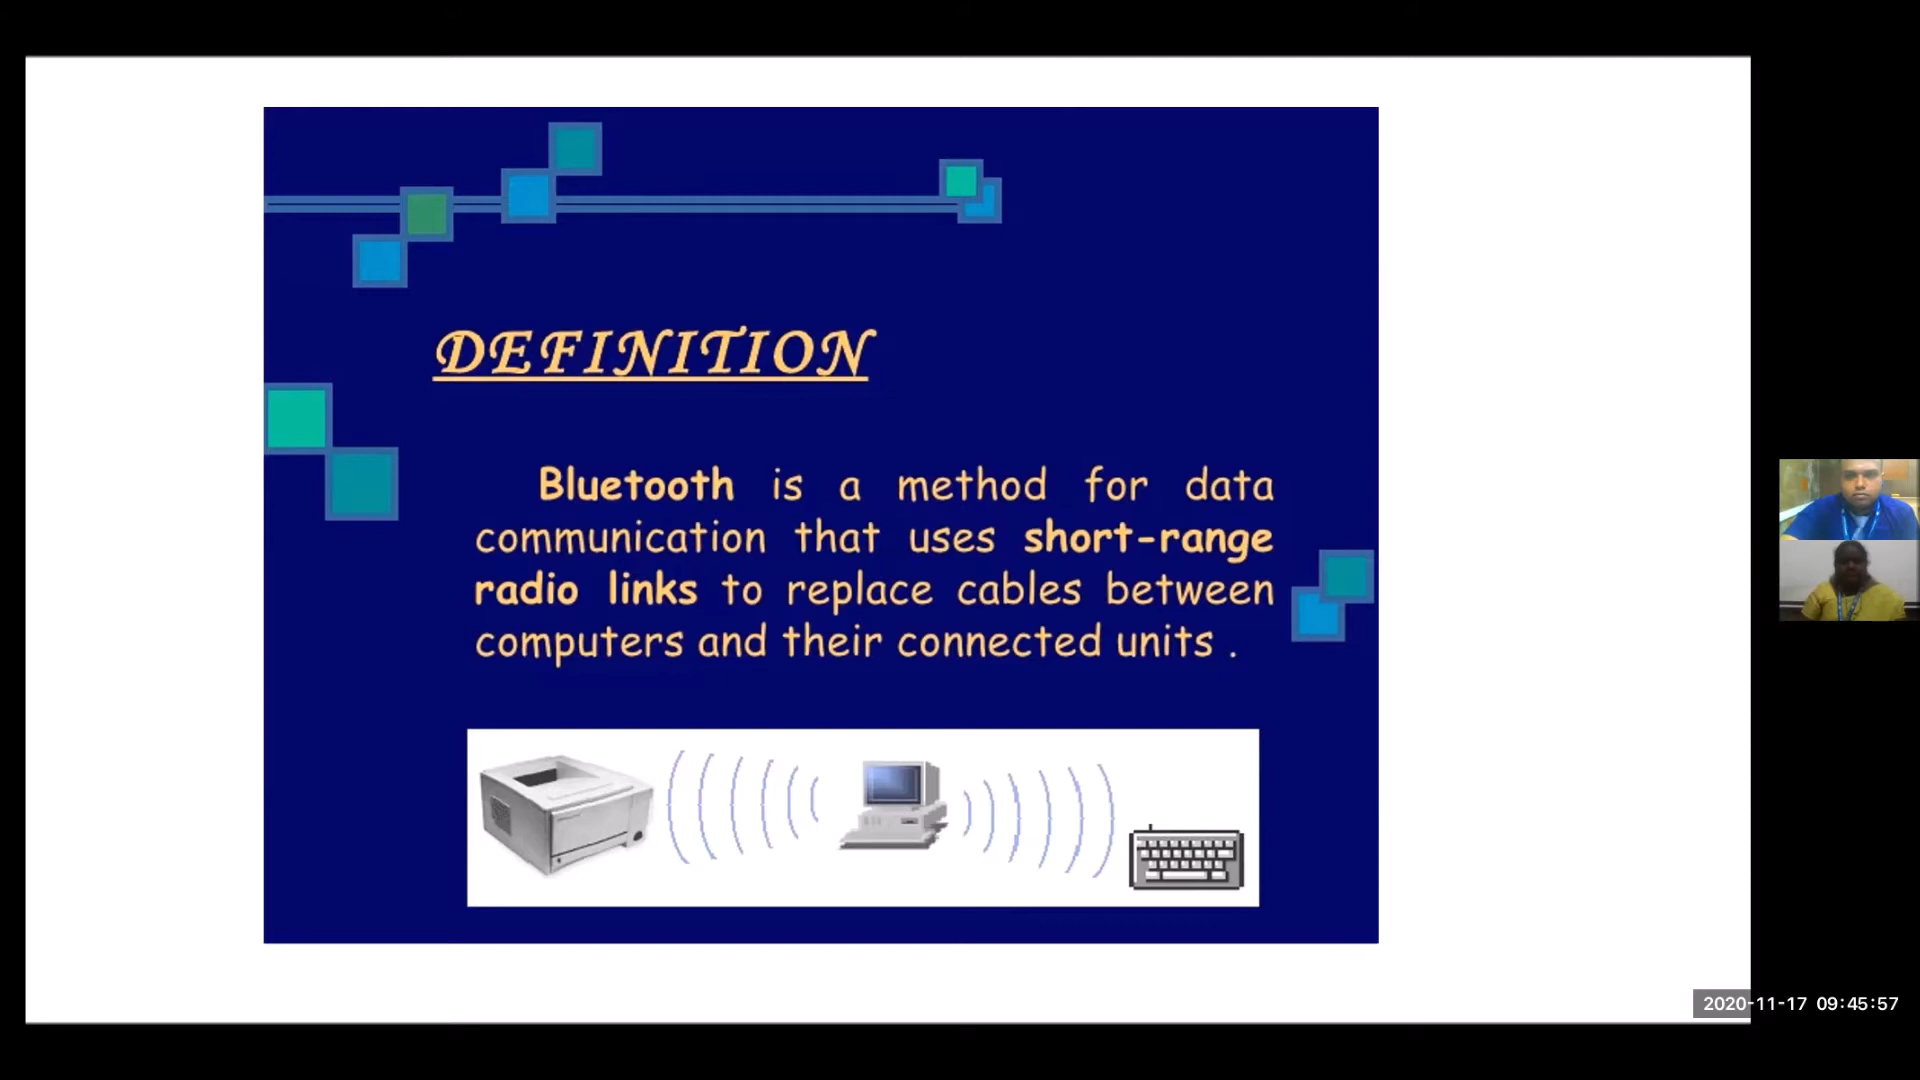 DEFINITION
Bluetooth is a method for data
communication that uses short-range
radio links to replace cables between
computers and their connected units .
2020-11-17 09:45:57